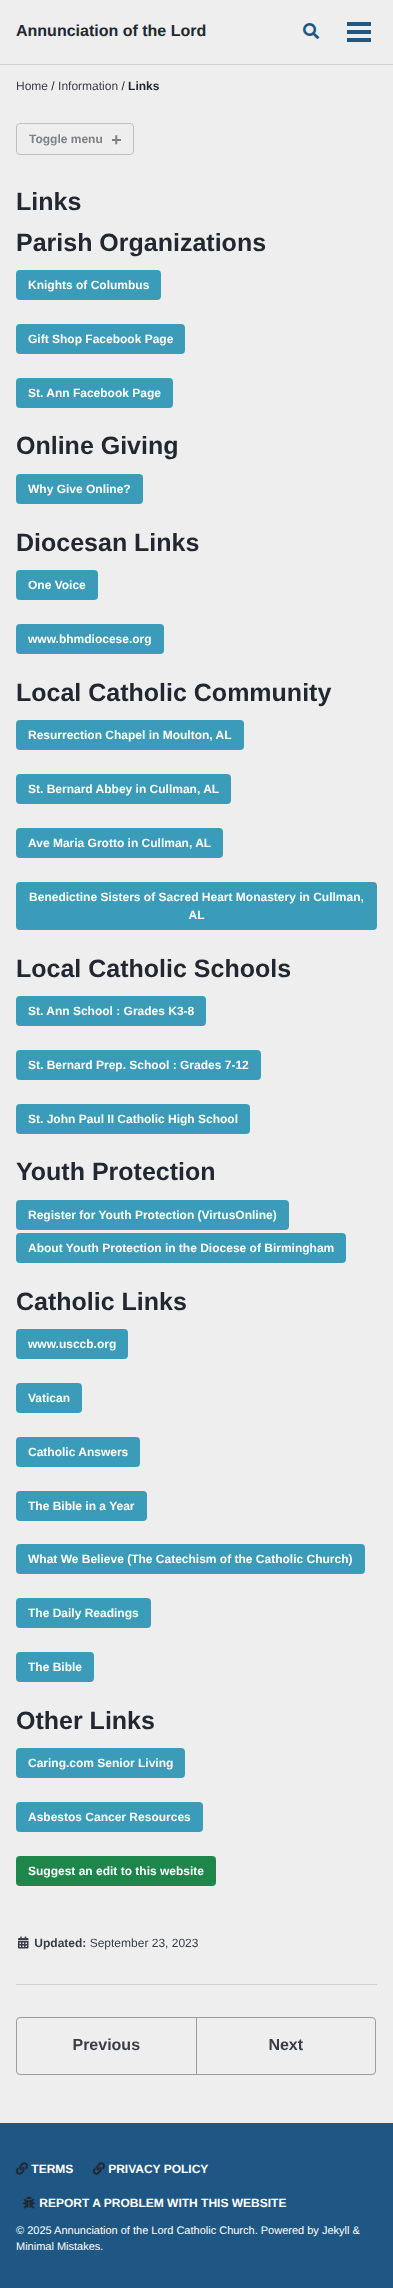 Annunciation of the Lord
Home / Information / Links
Toggle menu
Links
Parish Organizations
Knights of Columbus
Gift Shop Facebook Page
St. Ann Facebook Page
Online Giving
Why Give Online?
Diocesan Links
One Voice
www.bhmdiocese.org
Local Catholic Community
Resurrection Chapel in Moulton, AL
St. Bernard Abbey in Cullman, AL
Ave Maria Grotto in Cullman, AL
Benedictine Sisters of Sacred Heart Monastery in Cullman,
AL
Local Catholic Schools
St. Ann School : Grades K3-8
St. Bernard Prep. School : Grades 7-12
St. John Paul II Catholic High School
Youth Protection
Register for Youth Protection (VirtusOnline)
About Youth Protection in the Diocese of Birmingham
Catholic Links
www.usccb.org
Vatican
Catholic Answers
The Bible in a Year
What We Believe (The Catechism of the Catholic Church)
The Daily Readings
The Bible
Other Links
Caring.com Senior Living
Asbestos Cancer Resources
Suggest an edit to this website
Updated: September 23, 2023
Previous Next
TERMS PRIVACY POLICY
REPORT A PROBLEM WITH THIS WEBSITE
© 2025 Annunciation of the Lord Catholic Church. Powered by Jekyll &
Minimal Mistakes.